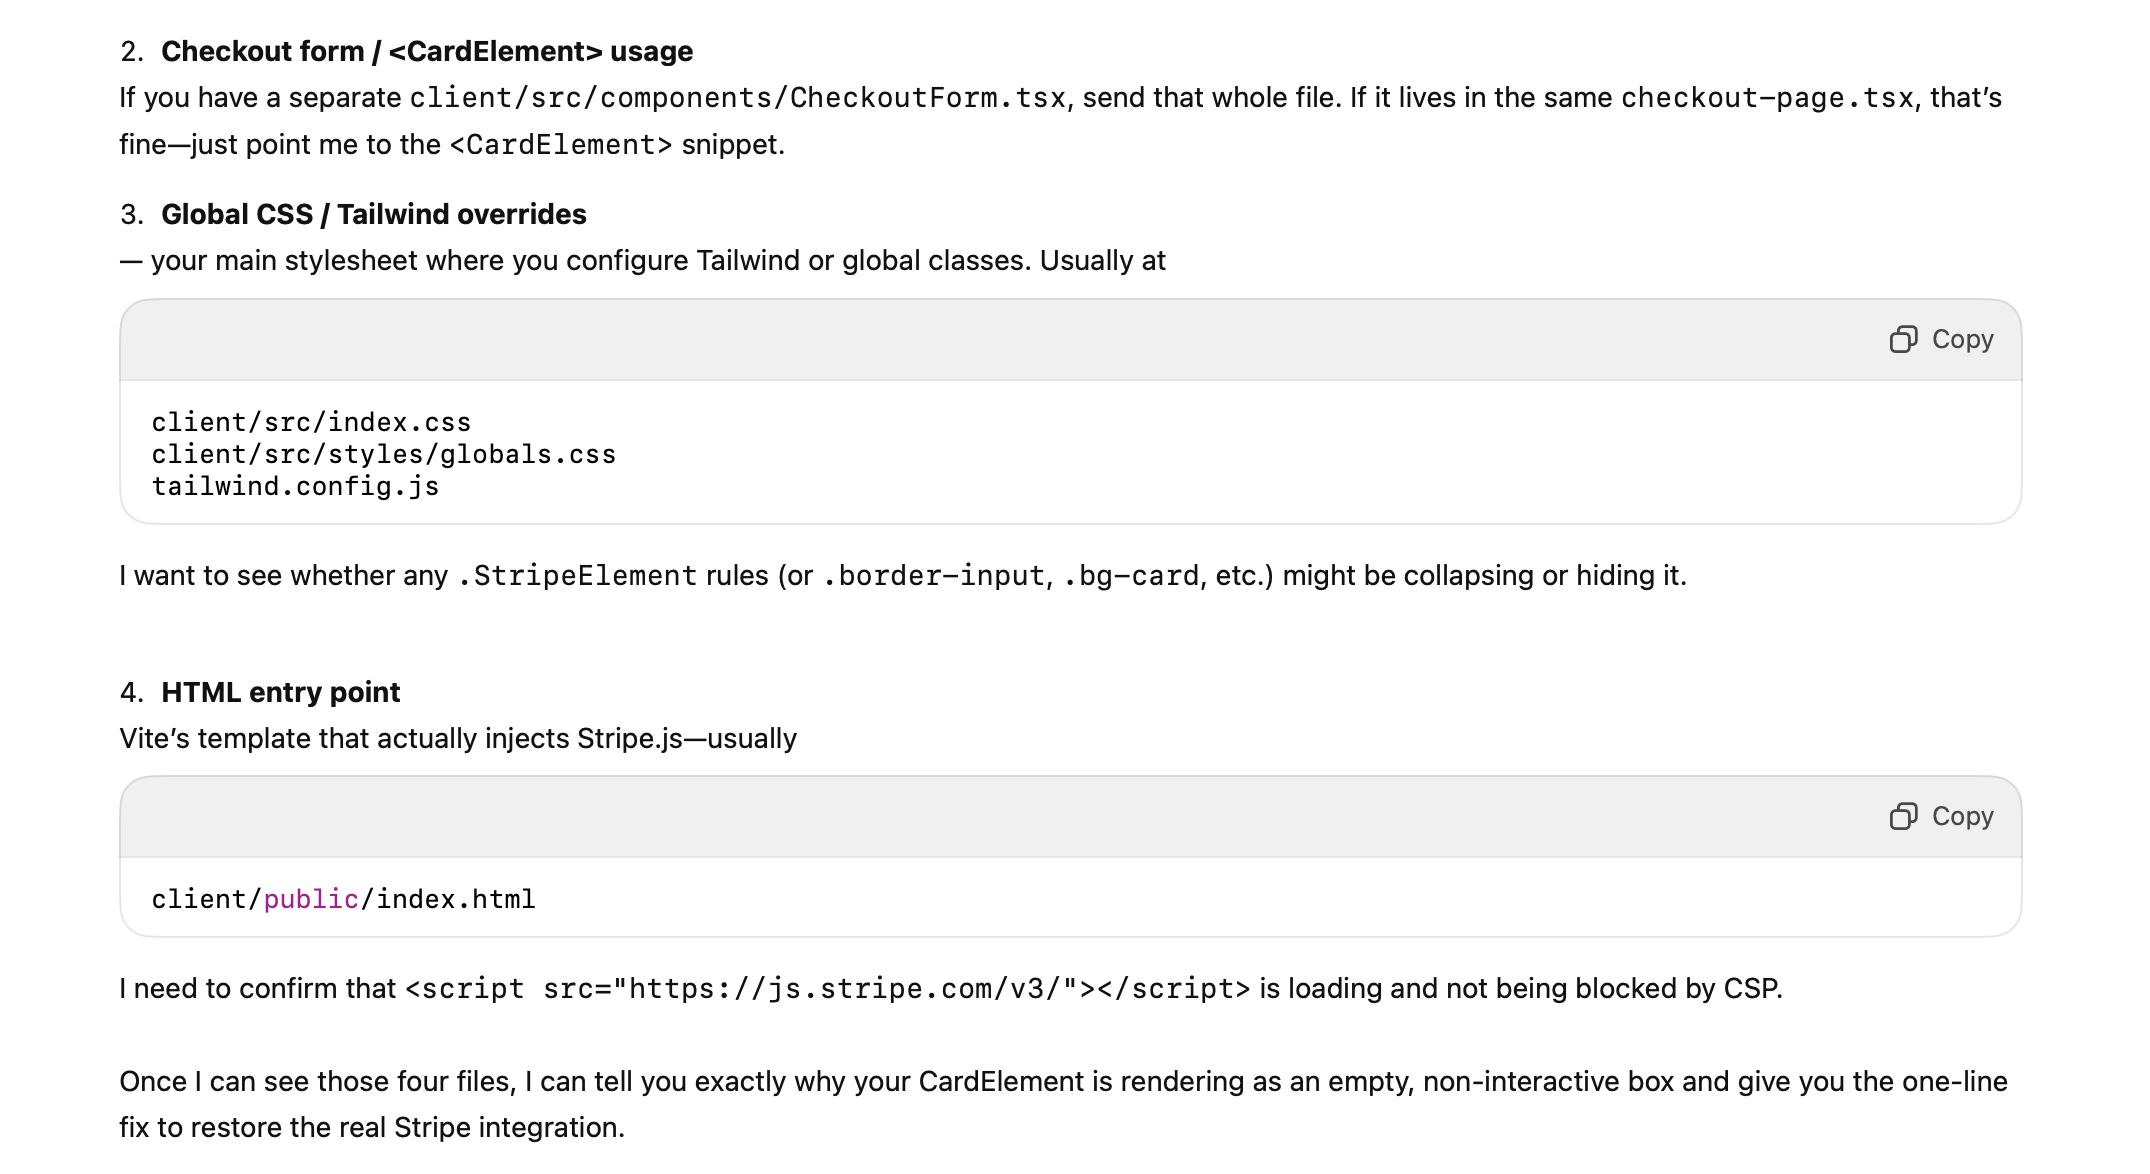 2. Checkout form / <CardElement> usage
If you have a separate client/src/components/CheckoutForm.tsx, send that whole file. If it lives in the same checkout-page.tsx, that’s
fine—just point me to the <CardElement> snippet.
3. Global CSS / Tailwind overrides
— your main stylesheet where you configure Tailwind or global classes. Usually at
Copy
client/src/index.css
client/src/styles/globals.css
tailwind.config.js
I want to see whether any .StripeElement rules (or .border-input, .bg-card, etc.) might be collapsing or hiding it.
4. HTML entry point
Vite’s template that actually injects Stripe.js—usually
Copy
client/public/index.html
I need to confirm that <script src="https://js.stripe.com/v3/"></script> is loading and not being blocked by CSP.
Once I can see those four files, I can tell you exactly why your CardElement is rendering as an empty, non-interactive box and give you the one-line
fix to restore the real Stripe integration.